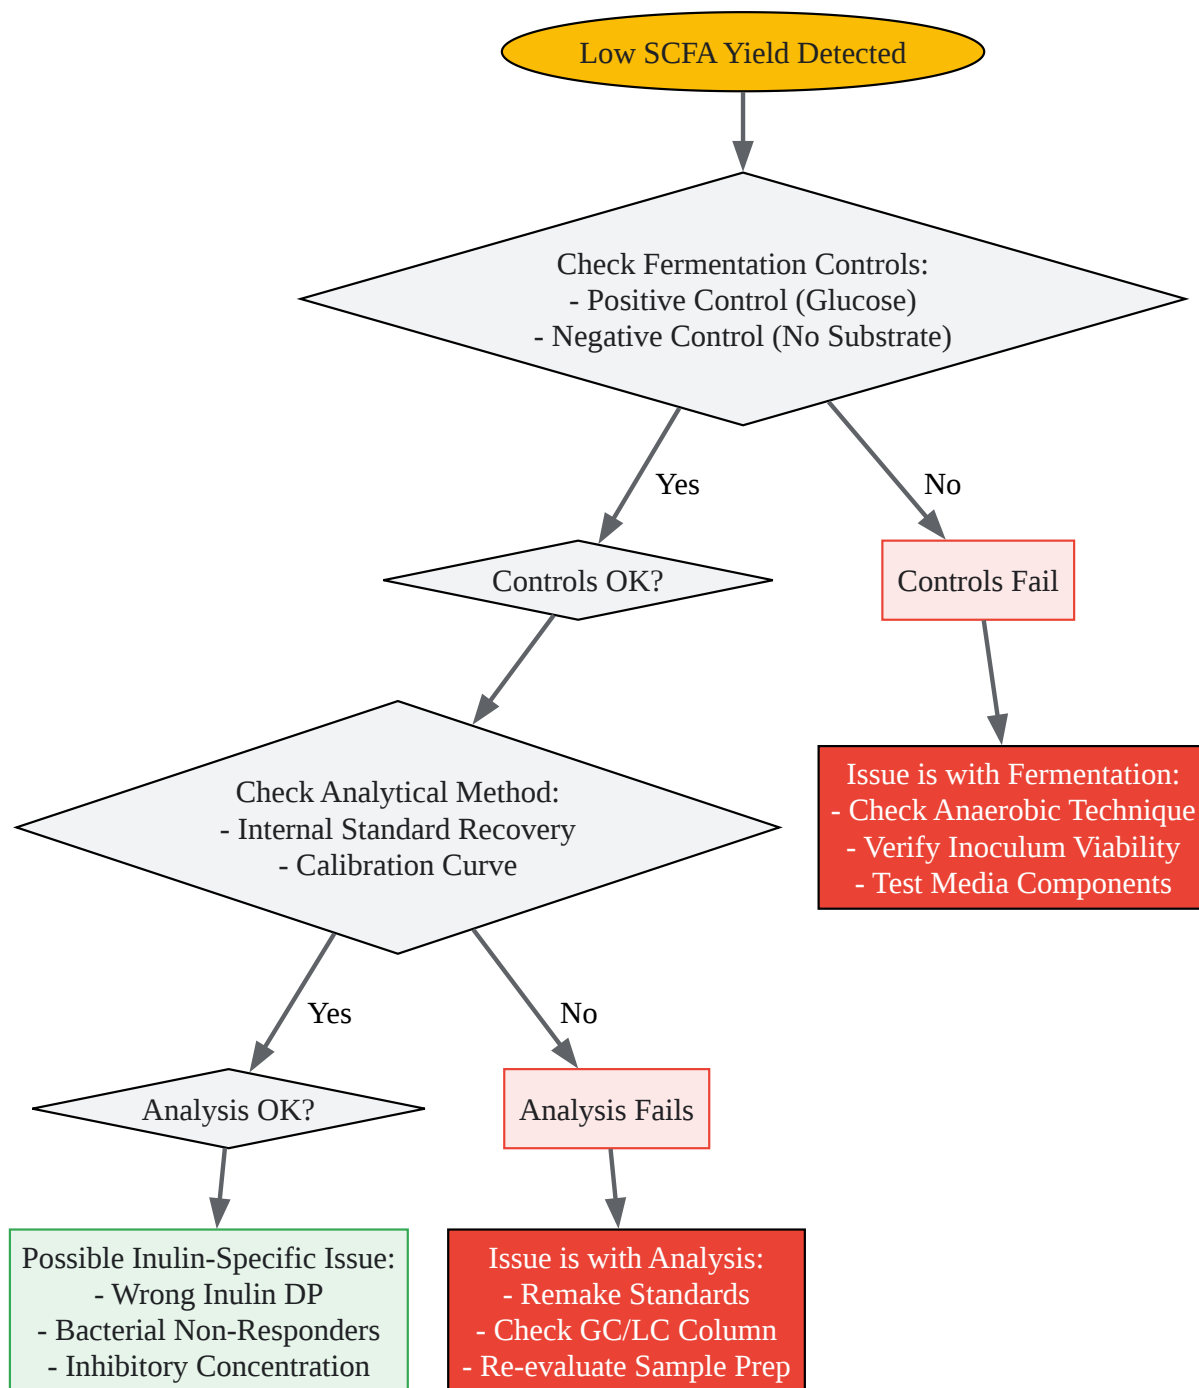 Low SCFA Yield Detected
Check Fermentation Controls:
- Positive Control (Glucose)
- Negative Control (No Substrate)
Yes
No
Controls OK?
Controls Fail
Check Analytical Method:
- Internal Standard Recovery
- Calibration Curve
Issue is with Fermentation:
- Check Anaerobic Technique
- Verify Inoculum Viability
- Test Media Components
Yes
No
Analysis OK?
Analysis Fails
Possible Inulin-Specific Issue:
- Wrong Inulin DP
- Bacterial Non-Responders
- Inhibitory Concentration
Issue is with Analysis:
- Remake Standards
- Check GC/LC Column
- Re-evaluate Sample Prep